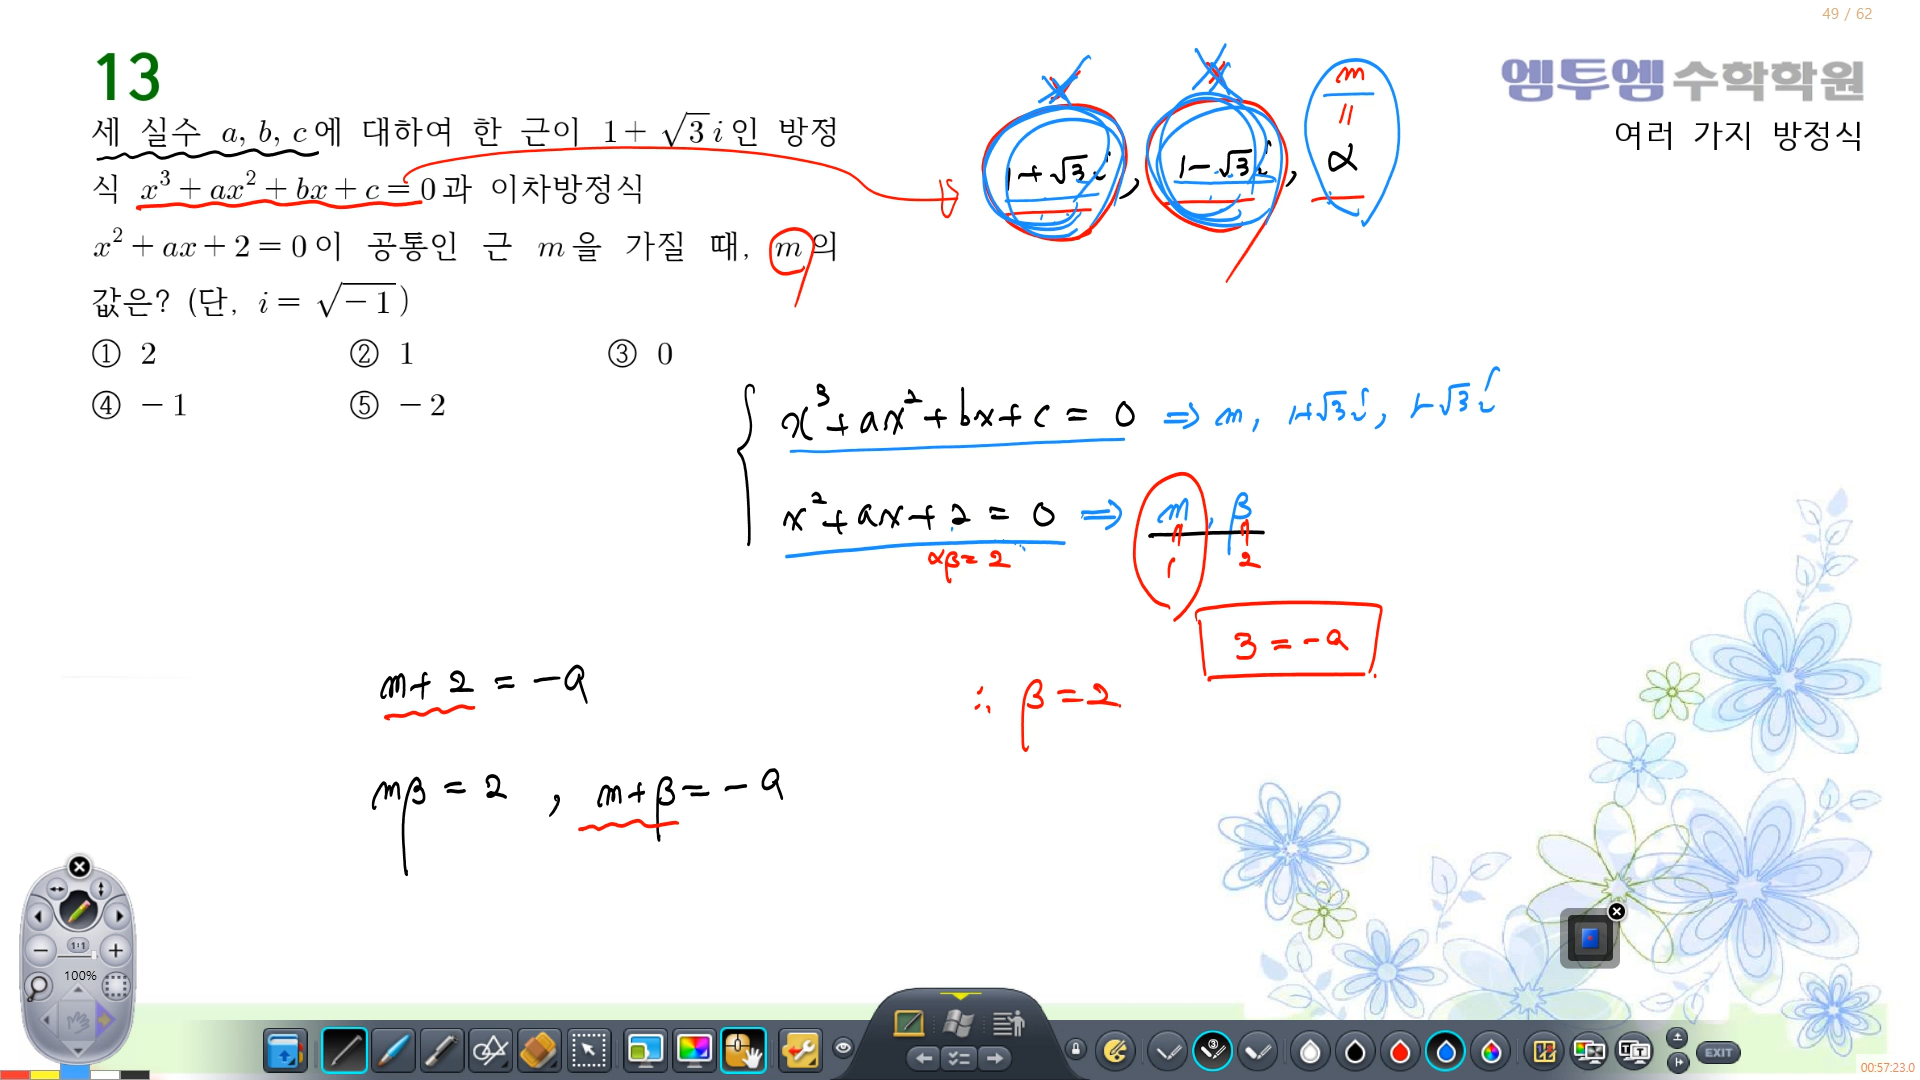 49 / 62
13
엠투엠수학학원
여러 가지 방정식
세 실수 a, b, c에 대하여 한 근이 1+√3 i인 방정
식 x³+ax²+bx+c=0과 이차방정식
x²+ax+2=0이 공통인 근 m을 가질 때, m의
값은? (단, i=√-1)
① 2 ② 1 ③ 0
④ -1 ⑤ -2
1+√3i, 1-√3i, α
m
=
x³+ax²+bx+c=0 ⇒ m, 1+√3i, 1-√3i
x²+ax+2=0 ⇒ m, β
αβ=2
1 2
3=-a
m+2=-a
∴ β=2
mβ=2, m+β=-a
1:1
100%
EXIT
00:57:23.0